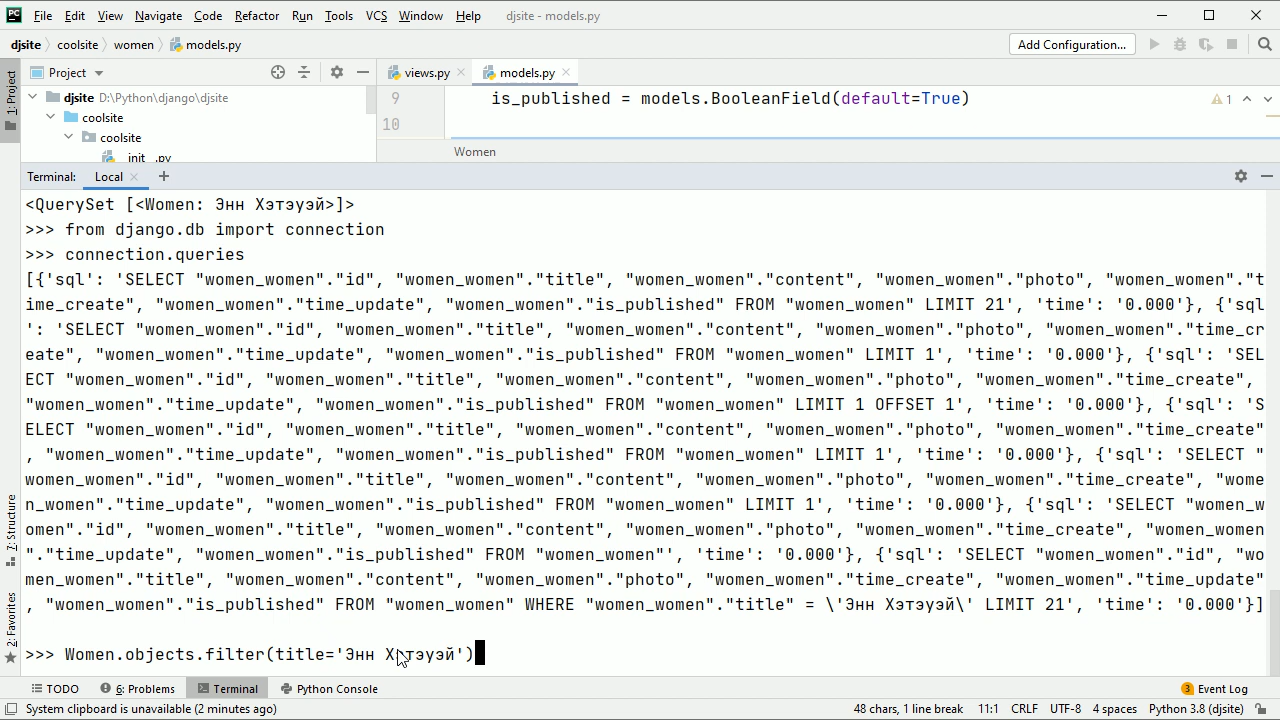 File Edit View Navigate Code Refactor Run Tools VCS Window Help djsite - models.py
djsite coolsite women models.py Add Configuration...
Project views.py models.py
djsite D:\Python\django\djsite
coolsite
coolsite
__init__.py
9 is_published = models.BooleanField(default=True) 1
10
Women
1: Project
Terminal: Local +
<QuerySet [<Women: Энн Хэтэуэй>]>
>>> from django.db import connection
>>> connection.queries
[{'sql': 'SELECT "women_women"."id", "women_women"."title", "women_women"."content", "women_women"."photo", "women_women"."t
ime_create", "women_women"."time_update", "women_women"."is_published" FROM "women_women" LIMIT 21', 'time': '0.000'}, {'sql
': 'SELECT "women_women"."id", "women_women"."title", "women_women"."content", "women_women"."photo", "women_women"."time_cr
eate", "women_women"."time_update", "women_women"."is_published" FROM "women_women" LIMIT 1', 'time': '0.000'}, {'sql': 'SEL
ECT "women_women"."id", "women_women"."title", "women_women"."content", "women_women"."photo", "women_women"."time_create",
"women_women"."time_update", "women_women"."is_published" FROM "women_women" LIMIT 1 OFFSET 1', 'time': '0.000'}, {'sql': 'S
ELECT "women_women"."id", "women_women"."title", "women_women"."content", "women_women"."photo", "women_women"."time_create"
, "women_women"."time_update", "women_women"."is_published" FROM "women_women" LIMIT 1', 'time': '0.000'}, {'sql': 'SELECT "
women_women"."id", "women_women"."title", "women_women"."content", "women_women"."photo", "women_women"."time_create", "wome
n_women"."time_update", "women_women"."is_published" FROM "women_women" LIMIT 1', 'time': '0.000'}, {'sql': 'SELECT "women_w
omen"."id", "women_women"."title", "women_women"."content", "women_women"."photo", "women_women"."time_create", "women_women
"."time_update", "women_women"."is_published" FROM "women_women"', 'time': '0.000'}, {'sql': 'SELECT "women_women"."id", "wo
men_women"."title", "women_women"."content", "women_women"."photo", "women_women"."time_create", "women_women"."time_update"
, "women_women"."is_published" FROM "women_women" WHERE "women_women"."title" = \'Энн Хэтэуэй\' LIMIT 21', 'time': '0.000'}]
>>> Women.objects.filter(title='Энн Хэтэуэй')
Z: Structure
2: Favorites
TODO 6: Problems Terminal Python Console 3 Event Log
System clipboard is unavailable (2 minutes ago) 48 chars, 1 line break 11:1 CRLF UTF-8 4 spaces Python 3.8 (djsite)